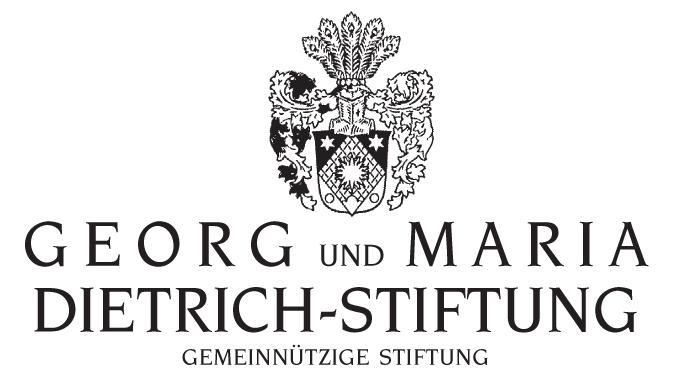 GEORG UND MARIA
DIETRICH-STIFTUNG
GEMEINNÜTZIGE STIFTUNG